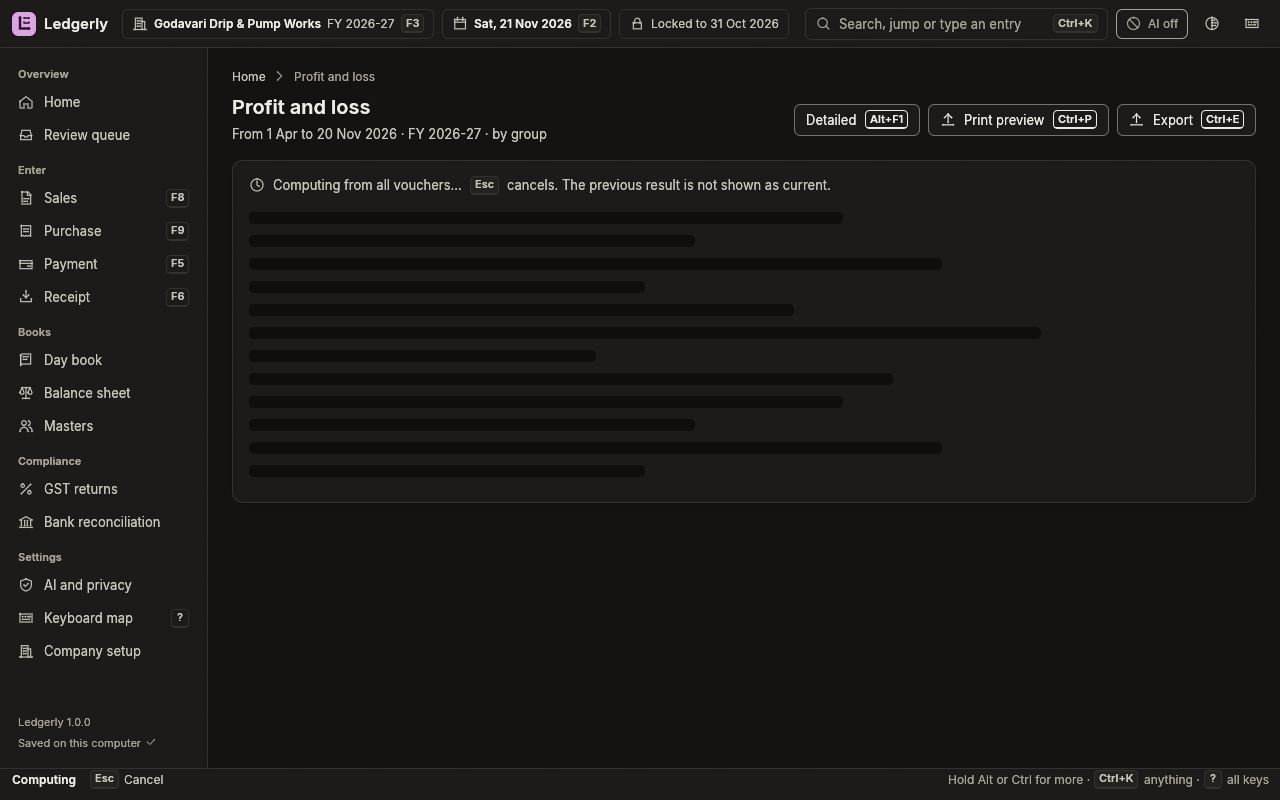 Ledgerly
Godavari Drip & Pump Works FY 2026-27 F3
Sat, 21 Nov 2026 F2
Locked to 31 Oct 2026
Search, jump or type an entry Ctrl+K
AI off
Overview
Home
Review queue
Enter
Sales F8
Purchase F9
Payment F5
Receipt F6
Books
Day book
Balance sheet
Masters
Compliance
GST returns
Bank reconciliation
Settings
AI and privacy
Keyboard map ?
Company setup
Ledgerly 1.0.0
Saved on this computer
Home Profit and loss
Profit and loss
From 1 Apr to 20 Nov 2026 · FY 2026-27 · by group
Detailed Alt+F1
Print preview Ctrl+P
Export Ctrl+E
Computing from all vouchers... Esc cancels. The previous result is not shown as current.
Computing Esc Cancel
Hold Alt or Ctrl for more · Ctrl+K anything · ? all keys